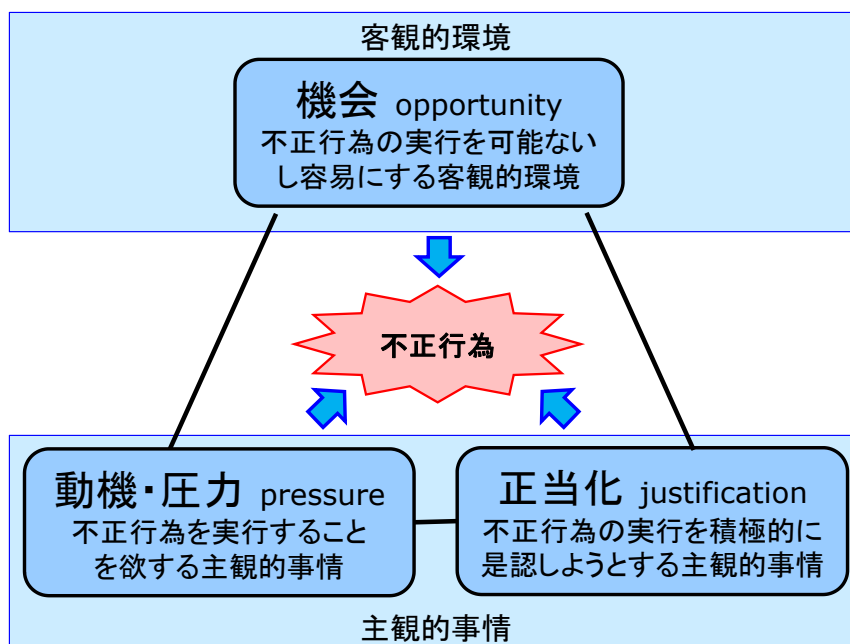 客観的環境
機会 opportunity
不正行為の実行を可能ない
し容易にする客観的環境
不正行為
動機・圧力 pressure
不正行為を実行すること
を欲する主観的事情
正当化 justification
不正行為の実行を積極的に
是認しようとする主観的事情
主観的事情